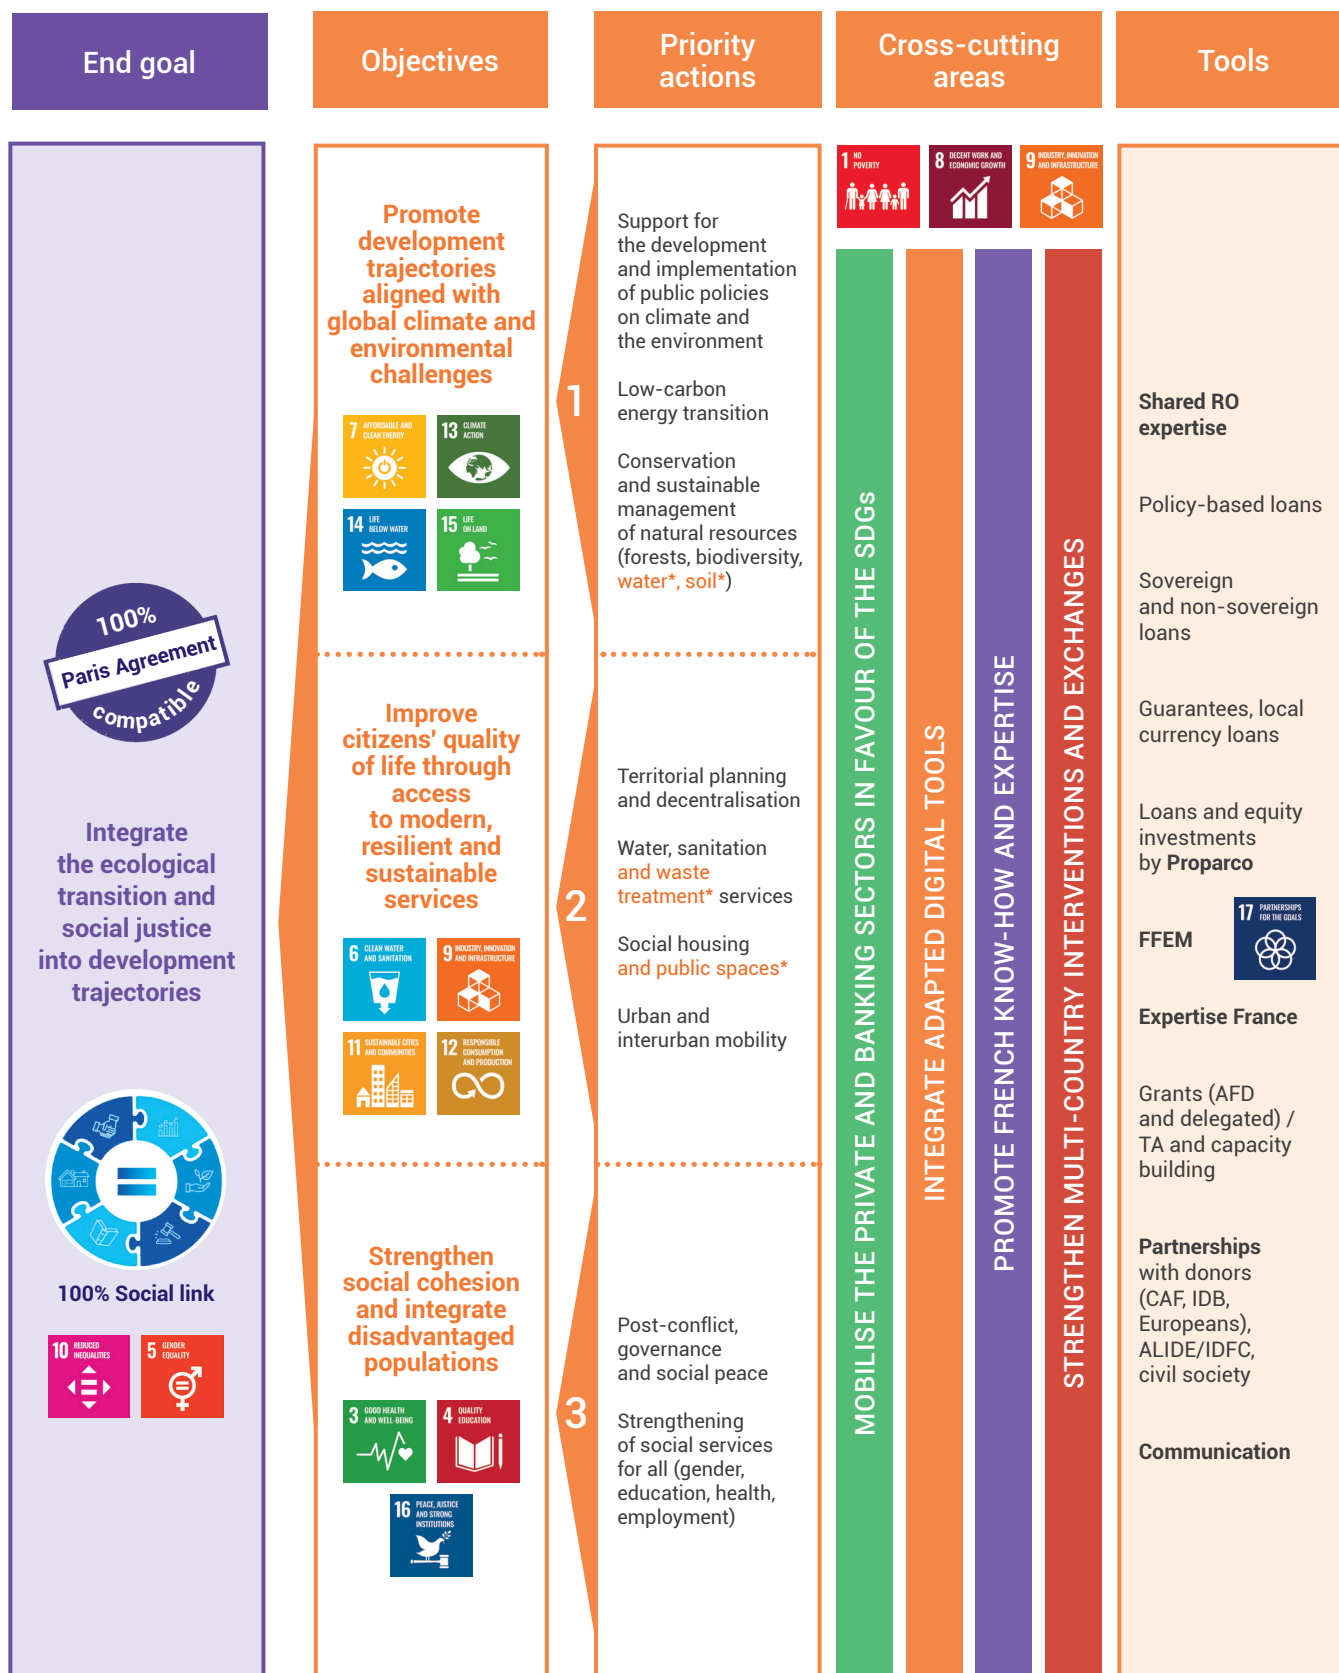 End goal
Objectives
Priority
actions
Cross-cutting
areas
Tools
100%
Paris Agreement
compatible
Integrate
the ecological
transition and
social justice
into development
trajectories
100% Social link
10 REDUCED
INEQUALITIES
5 GENDER
EQUALITY
Promote
development
trajectories
aligned with
global climate and
environmental
challenges
7 AFFORDABLE AND
CLEAN ENERGY
13 CLIMATE
ACTION
14 LIFE
BELOW WATER
15 LIFE
ON LAND
Improve
citizens' quality
of life through
access
to modern,
resilient and
sustainable
services
6 CLEAN WATER
AND SANITATION
9 INDUSTRY, INNOVATION
AND INFRASTRUCTURE
11 SUSTAINABLE CITIES
AND COMMUNITIES
12 RESPONSIBLE
CONSUMPTION
AND PRODUCTION
Strengthen
social cohesion
and integrate
disadvantaged
populations
3 GOOD HEALTH
AND WELL-BEING
4 QUALITY
EDUCATION
16 PEACE, JUSTICE
AND STRONG
INSTITUTIONS
1
Support for
the development
and implementation
of public policies
on climate and
the environment
Low-carbon
energy transition
Conservation
and sustainable
management
of natural resources
(forests, biodiversity,
water*, soil*)
2
Territorial planning
and decentralisation
Water, sanitation
and waste
treatment* services
Social housing
and public spaces*
Urban and
interurban mobility
3
Post-conflict,
governance
and social peace
Strengthening
of social services
for all (gender,
education, health,
employment)
1 NO
POVERTY
8 DECENT WORK AND
ECONOMIC GROWTH
9 INDUSTRY, INNOVATION
AND INFRASTRUCTURE
MOBILISE THE PRIVATE AND BANKING SECTORS IN FAVOUR OF THE SDGs
INTEGRATE ADAPTED DIGITAL TOOLS
PROMOTE FRENCH KNOW-HOW AND EXPERTISE
STRENGTHEN MULTI-COUNTRY INTERVENTIONS AND EXCHANGES
Shared RO
expertise
Policy-based loans
Sovereign
and non-sovereign
loans
Guarantees, local
currency loans
Loans and equity
investments
by Proparco
17 PARTNERSHIPS
FOR THE GOALS
FFEM
Expertise France
Grants (AFD
and delegated) /
TA and capacity
building
Partnerships
with donors
(CAF, IDB,
Europeans),
ALIDE/IDFC,
civil society
Communication